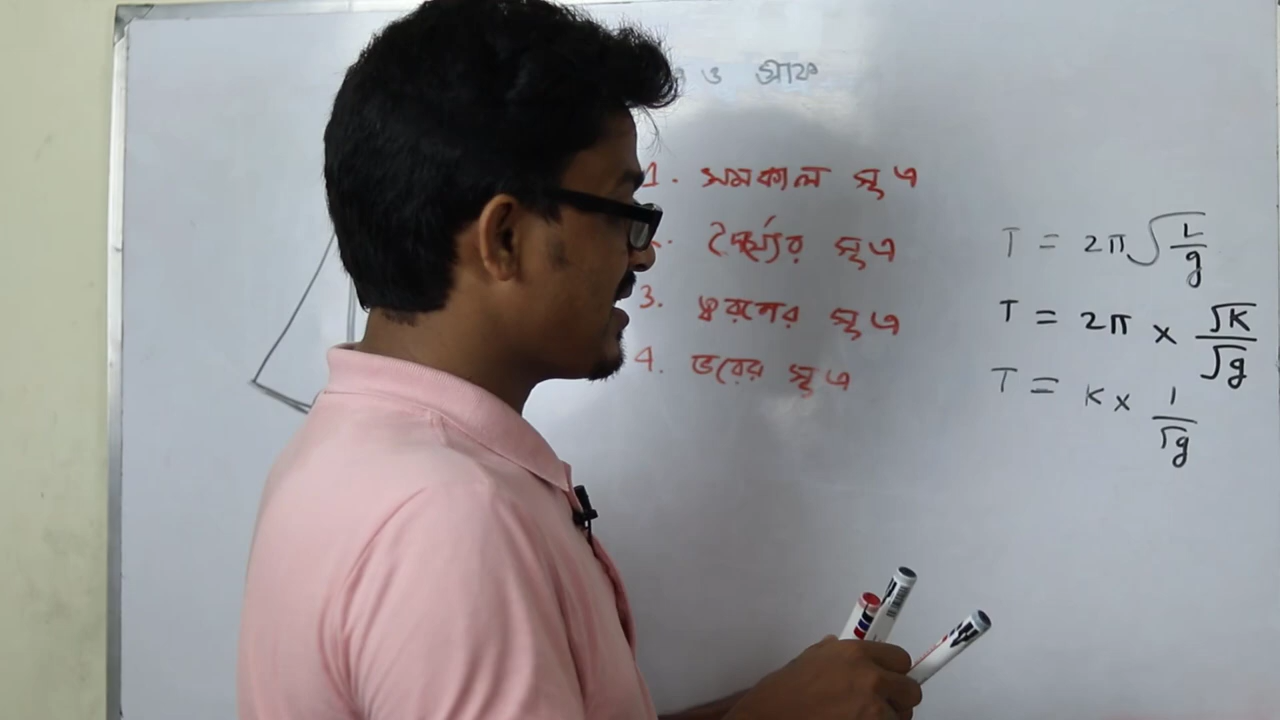 ও গ্রাফ
1. সমকাল সূত্র
দৈর্ঘ্যের সূত্র
3. ত্বরণের সূত্র
4. ভরের সূত্র
T = 2π√(L/g)
T = 2π × √K/√g
T = K × 1/√g